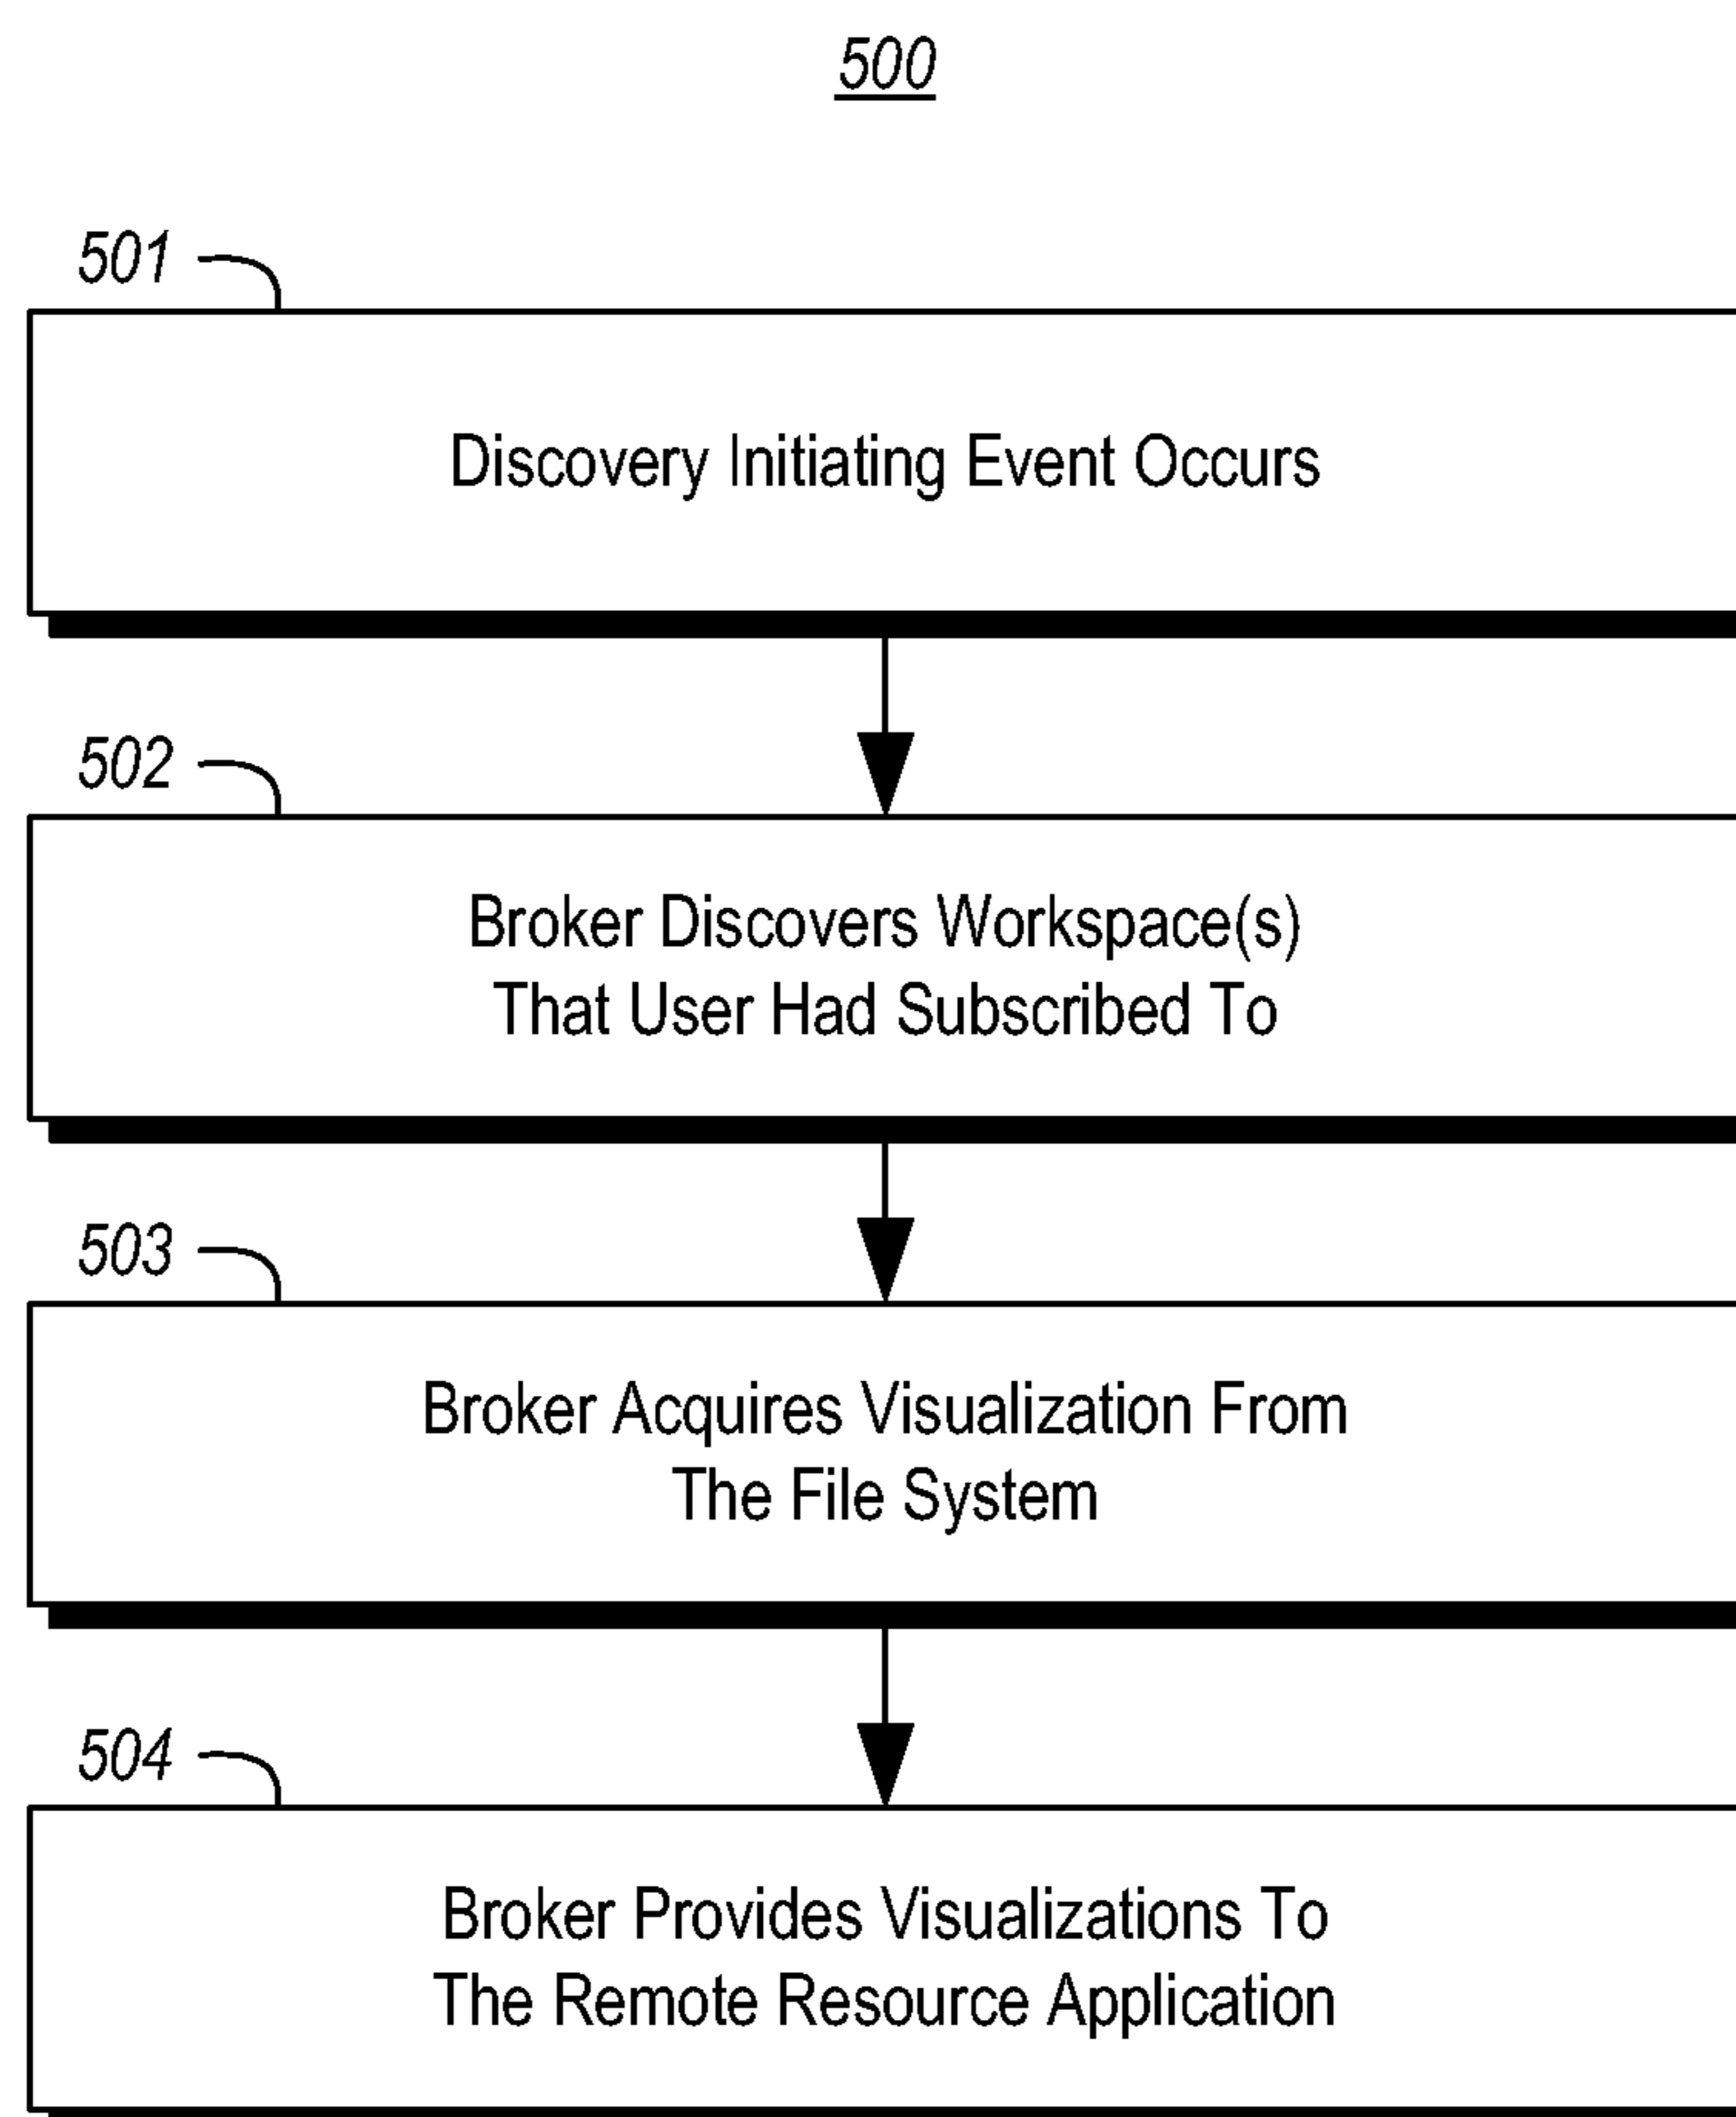 500
501
Discovery Initiating Event Occurs
502
Broker Discovers Workspace(s)
That User Had Subscribed To
503
Broker Acquires Visualization From
The File System
504
Broker Provides Visualizations To
The Remote Resource Application